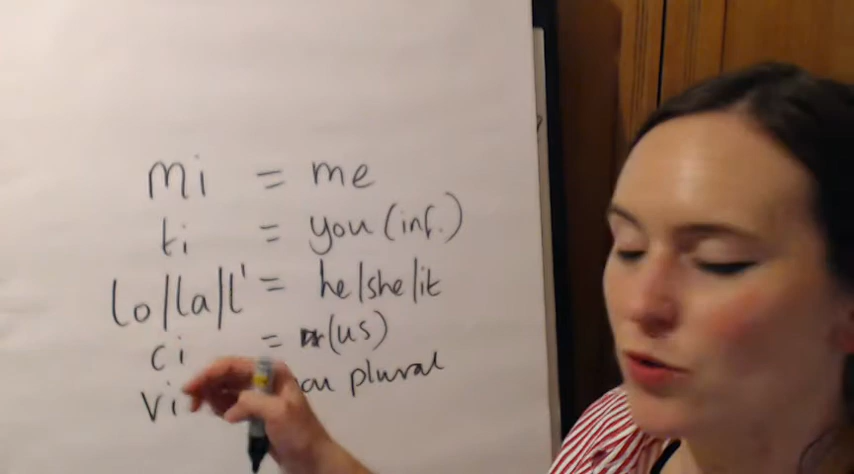 mi = me
ti = you (inf.)
lo/la/l' = he/she/it
ci = (us)
vi plural